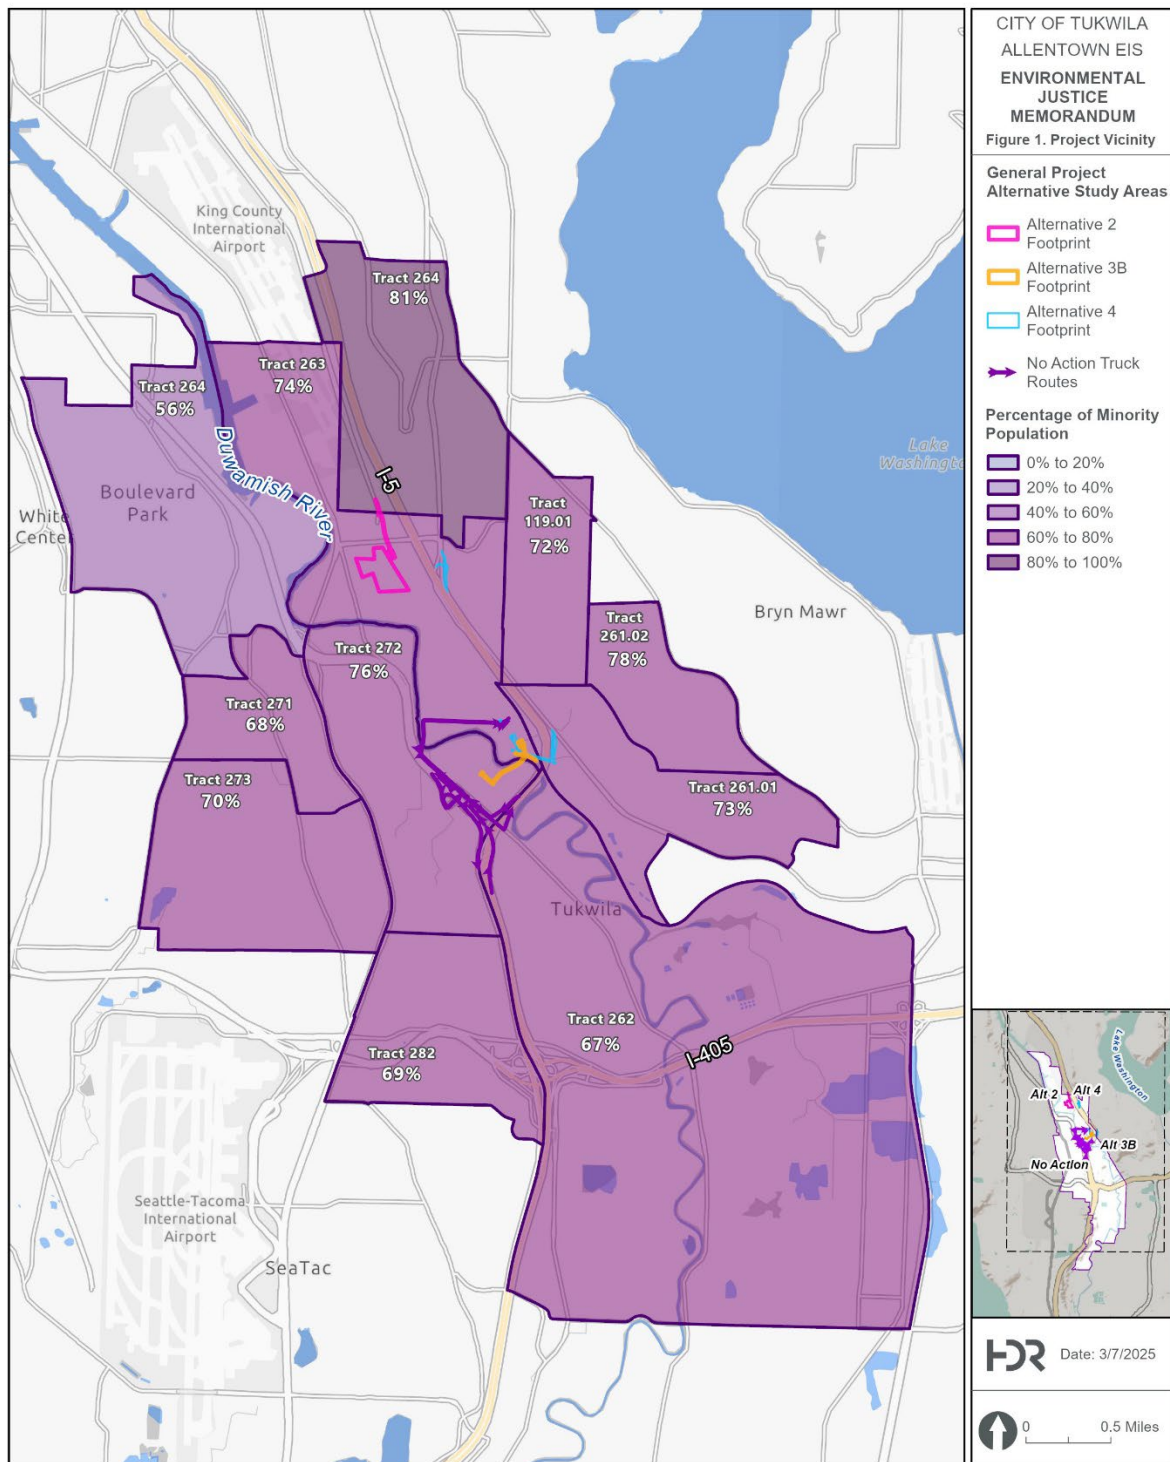 CITY OF TUKWILA
ALLENTOWN EIS
ENVIRONMENTAL
JUSTICE
MEMORANDUM
Figure 1. Project Vicinity
General Project
Alternative Study Areas
Alternative 2
Footprint
Alternative 3B
Footprint
Alternative 4
Footprint
No Action Truck
Routes
Percentage of Minority
Population
0% to 20%
20% to 40%
40% to 60%
60% to 80%
80% to 100%
King County
International
Airport
Tract 264
81%
Tract 263
74%
Tract 264
56%
Duwamish River
I-5
Lake
Boulevard
Park
White
Center
Tract
119.01
72%
Bryn Mawr
Tract
261.02
78%
Tract 272
76%
Tract 271
68%
Tract 273
70%
Tract 261.01
73%
Tukwila
Tract 262
67%
I-405
Tract 282
69%
Seattle-Tacoma
International
Airport
SeaTac
Lake Washington
Alt 2
Alt 4
Alt 3B
No Action
HDR
Date: 3/7/2025
0
0.5 Miles